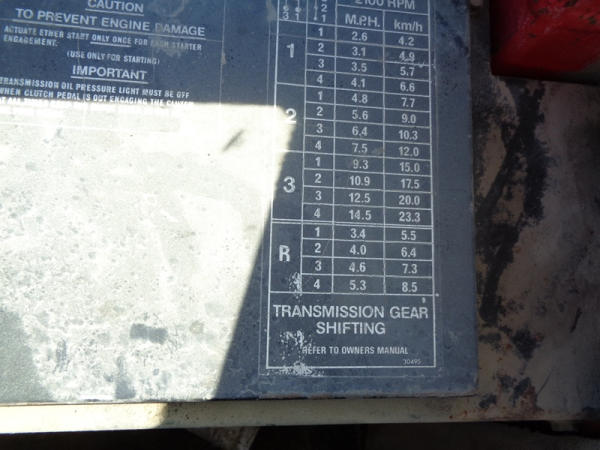 CAUTION
TO PREVENT ENGINE DAMAGE
ACTUATE ETHER START ONLY ONCE FOR EACH STARTER
ENGAGEMENT.
(USE ONLY FOR STARTING)
IMPORTANT
TRANSMISSION OIL PRESSURE LIGHT MUST BE OFF
WHEN CLUTCH PEDAL IS OUT ENGAGING THE CLUTCH
2100 RPM
M.P.H. km/h
1 1 2.6 4.2
2 3.1 4.9
3 3.5 5.7
4 4.1 6.6
2 1 4.8 7.7
2 5.6 9.0
3 6.4 10.3
4 7.5 12.0
3 1 9.3 15.0
2 10.9 17.5
3 12.5 20.0
4 14.5 23.3
R 1 3.4 5.5
2 4.0 6.4
3 4.6 7.3
4 5.3 8.5
TRANSMISSION GEAR
SHIFTING
REFER TO OWNERS MANUAL